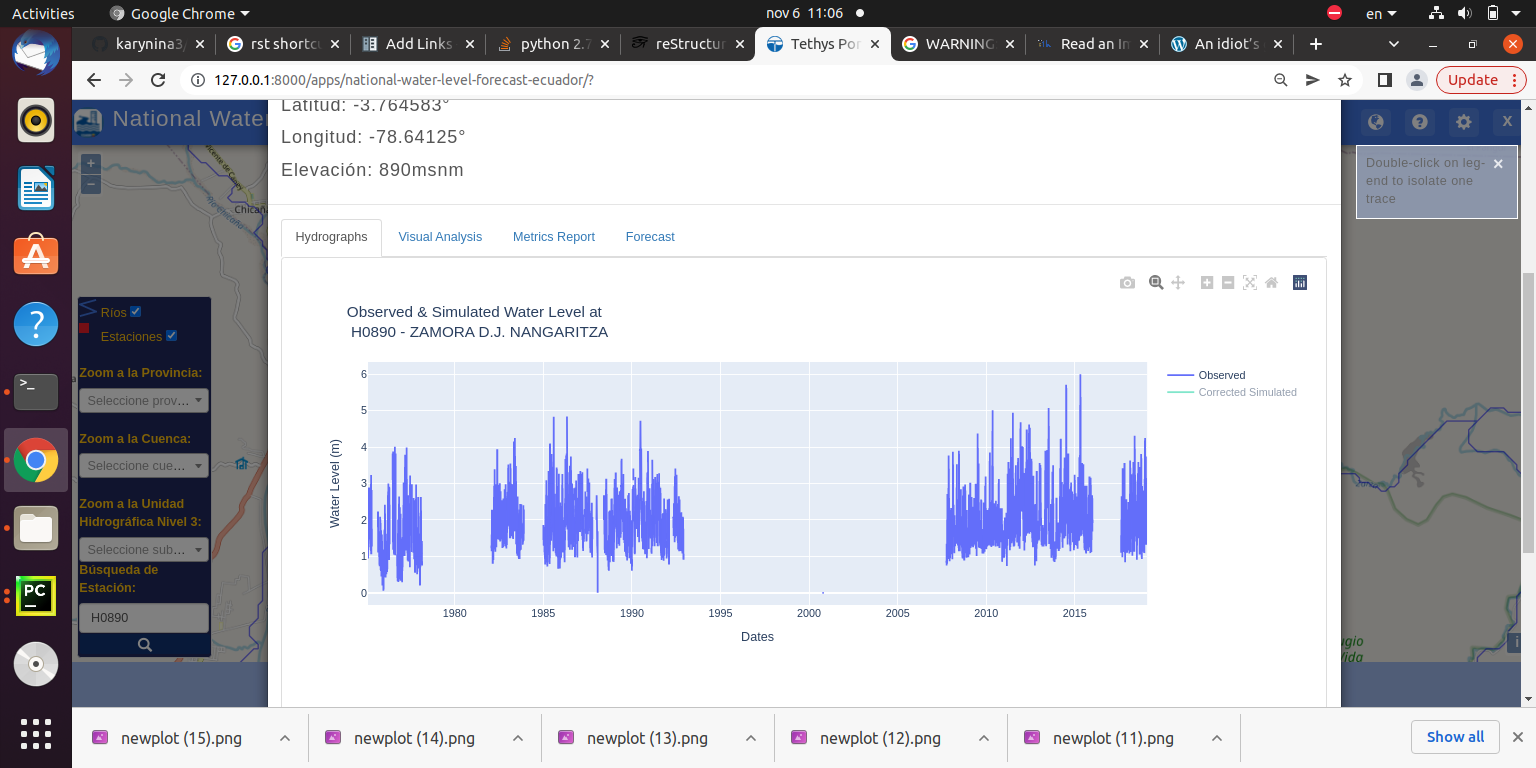 Activities
Google Chrome
nov 6 11:06
en
karynina3/
rst shortcu
Add Links
python 2.7
reStructur
Tethys Por
WARNING
Read an Im
An idiot's
127.0.0.1:8000/apps/national-water-level-forecast-ecuador/?
Update
National Water
X
Latitud: -3.764583°
Longitud: -78.64125°
Elevación: 890msnm
+
−
Chicaña
Double-click on leg-
end to isolate one
trace
Hydrographs
Visual Analysis
Metrics Report
Forecast
Ríos
Estaciones
Zoom a la Provincia:
Seleccione prov…
Zoom a la Cuenca:
Seleccione cue…
Zoom a la Unidad
Hidrográfica Nivel 3:
Seleccione sub…
Búsqueda de
Estación:
H0890
Observed & Simulated Water Level at
H0890 - ZAMORA D.J. NANGARITZA
Observed
Corrected Simulated
Water Level (m)
6
5
4
3
2
1
0
1980
1985
1990
1995
2000
2005
2010
2015
Dates
ugio
Vida
i
>_
PC
newplot (15).png
newplot (14).png
newplot (13).png
newplot (12).png
newplot (11).png
Show all